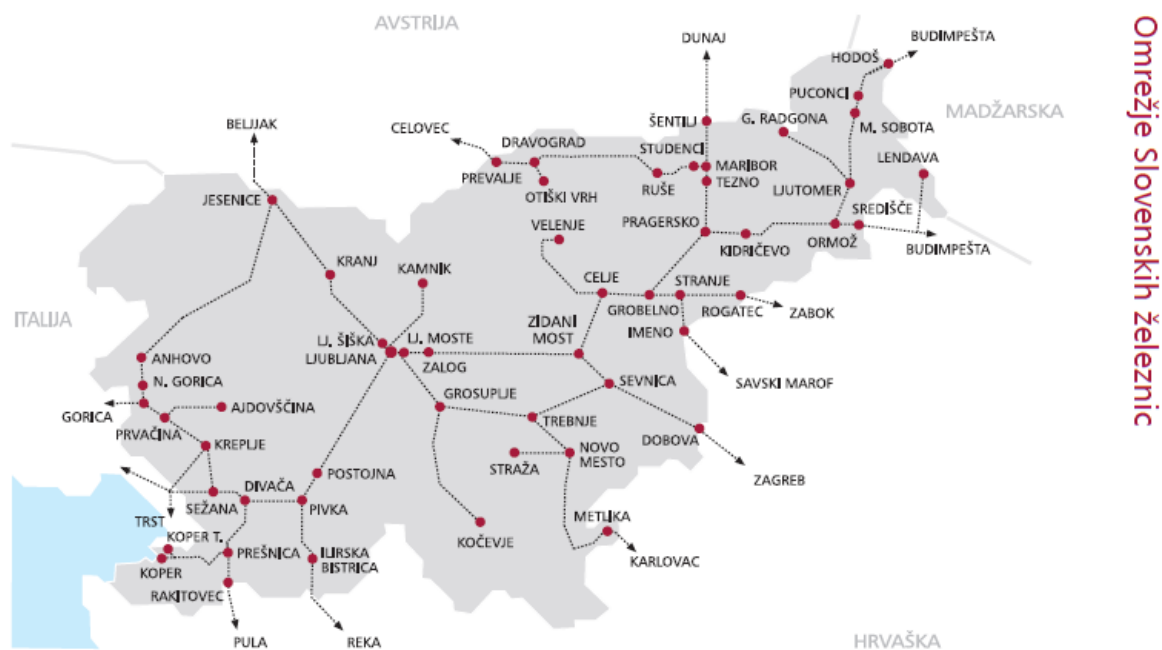 AVSTRIJA
DUNAJ
BUDIMPEŠTA
HODOŠ
PUCONCI
MADŽARSKA
BELJAK
CELOVEC
DRAVOGRAD
ŠENTILJ
STUDENCI
G. RADGONA
M. SOBOTA
LENDAVA
PREVALJE
OTIŠKI VRH
RUŠE
MARIBOR
TEZNO
LJUTOMER
JESENICE
VELENJE
PRAGERSKO
KIDRIČEVO
ORMOŽ
SREDIŠČE
BUDIMPEŠTA
KRANJ
KAMNIK
CELJE
STRANJE
GROBELNO
ROGATEC
ZABOK
ITALIJA
ZIDANI
MOST
IMENO
LJ. ŠIŠKA
LJUBLJANA
LJ. MOSTE
ZALOG
ANHOVO
N. GORICA
SEVNICA
SAVSKI MAROF
GORICA
AJDOVŠČINA
PRVAČINA
GROSUPLJE
TREBNJE
DOBOVA
KREPLJE
STRAŽA
NOVO
MESTO
ZAGREB
POSTOJNA
DIVAČA
SEŽANA
PIVKA
TRST
KOPER T.
KOPER
PREŠNICA
ILIRSKA
BISTRICA
KOČEVJE
METLIKA
KARLOVAC
RAKITOVEC
PULA
REKA
HRVAŠKA
Omrežje Slovenskih železnic